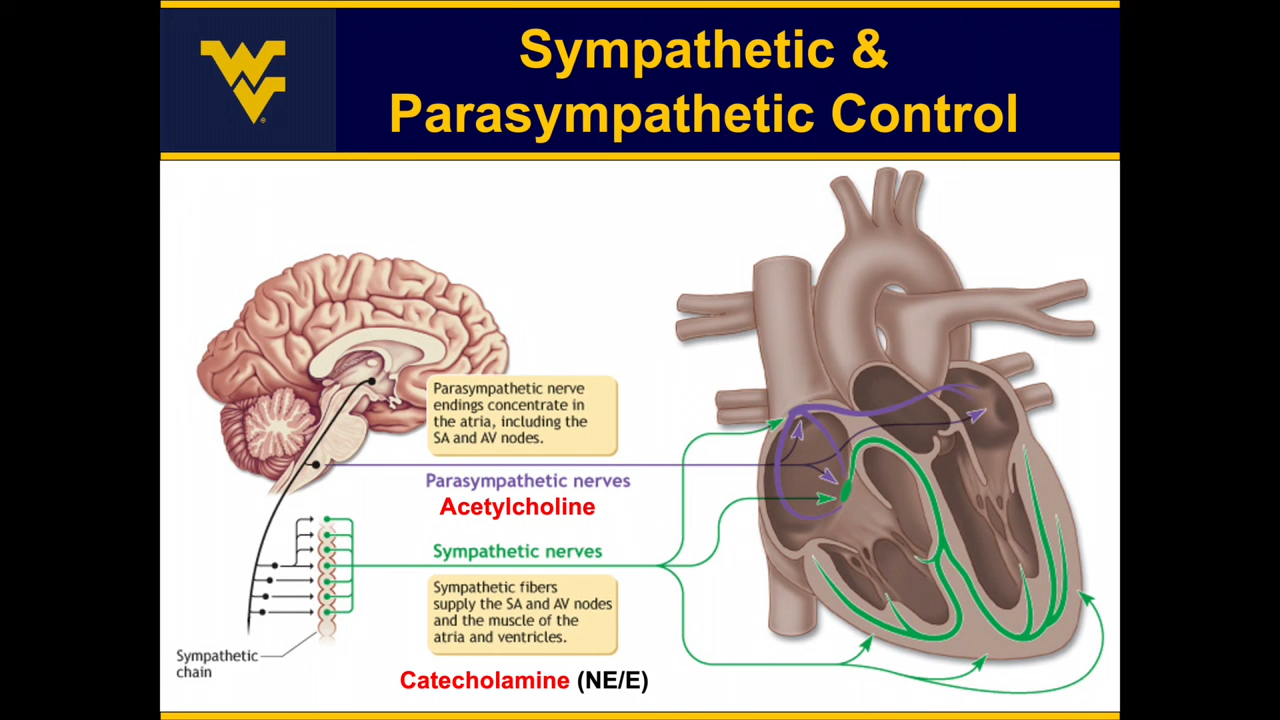 Sympathetic &
Parasympathetic Control
Parasympathetic nerve
endings concentrate in
the atria, including the
SA and AV nodes.
Parasympathetic nerves
Acetylcholine
Sympathetic nerves
Sympathetic fibers
supply the SA and AV nodes
and the muscle of the
atria and ventricles.
Sympathetic
chain
Catecholamine (NE/E)